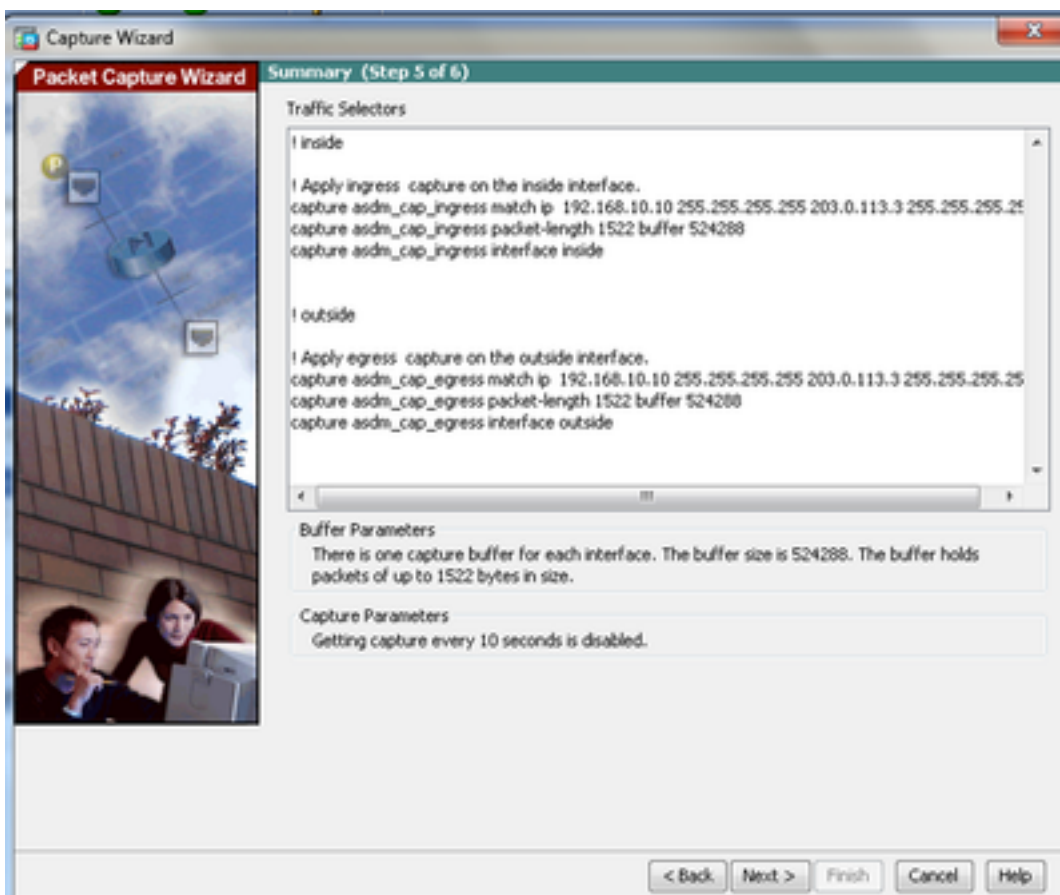 Capture Wizard
Packet Capture Wizard
Summary (Step 5 of 6)
Traffic Selectors
! inside
! Apply ingress  capture on the inside interface.
capture asdm_cap_ingress match ip  192.168.10.10 255.255.255.255 203.0.113.3 255.255.255.25
capture asdm_cap_ingress packet-length 1522 buffer 524288
capture asdm_cap_ingress interface inside
! outside
! Apply egress  capture on the outside interface.
capture asdm_cap_egress match ip  192.168.10.10 255.255.255.255 203.0.113.3 255.255.255.25
capture asdm_cap_egress packet-length 1522 buffer 524288
capture asdm_cap_egress interface outside
Buffer Parameters
There is one capture buffer for each interface. The buffer size is 524288. The buffer holds
packets of up to 1522 bytes in size.
Capture Parameters
Getting capture every 10 seconds is disabled.
< Back Next > Finish Cancel Help